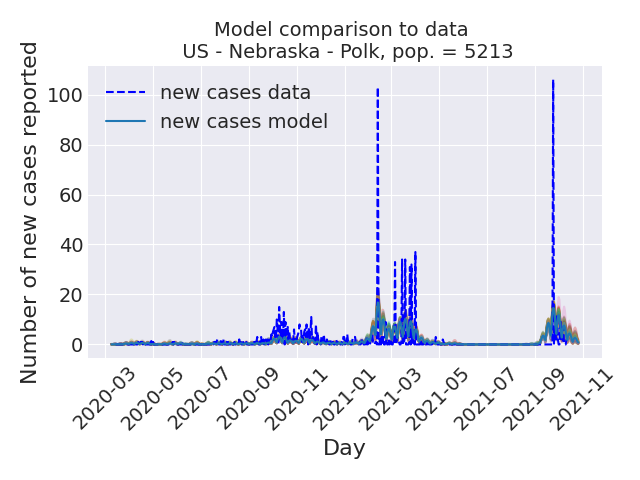 Model comparison to data
US - Nebraska - Polk, pop. = 5213
Number of new cases reported
100
80
60
40
20
0
new cases data
new cases model
2020-03
2020-05
2020-07
2020-09
2020-11
2021-01
2021-03
2021-05
2021-07
2021-09
2021-11
Day